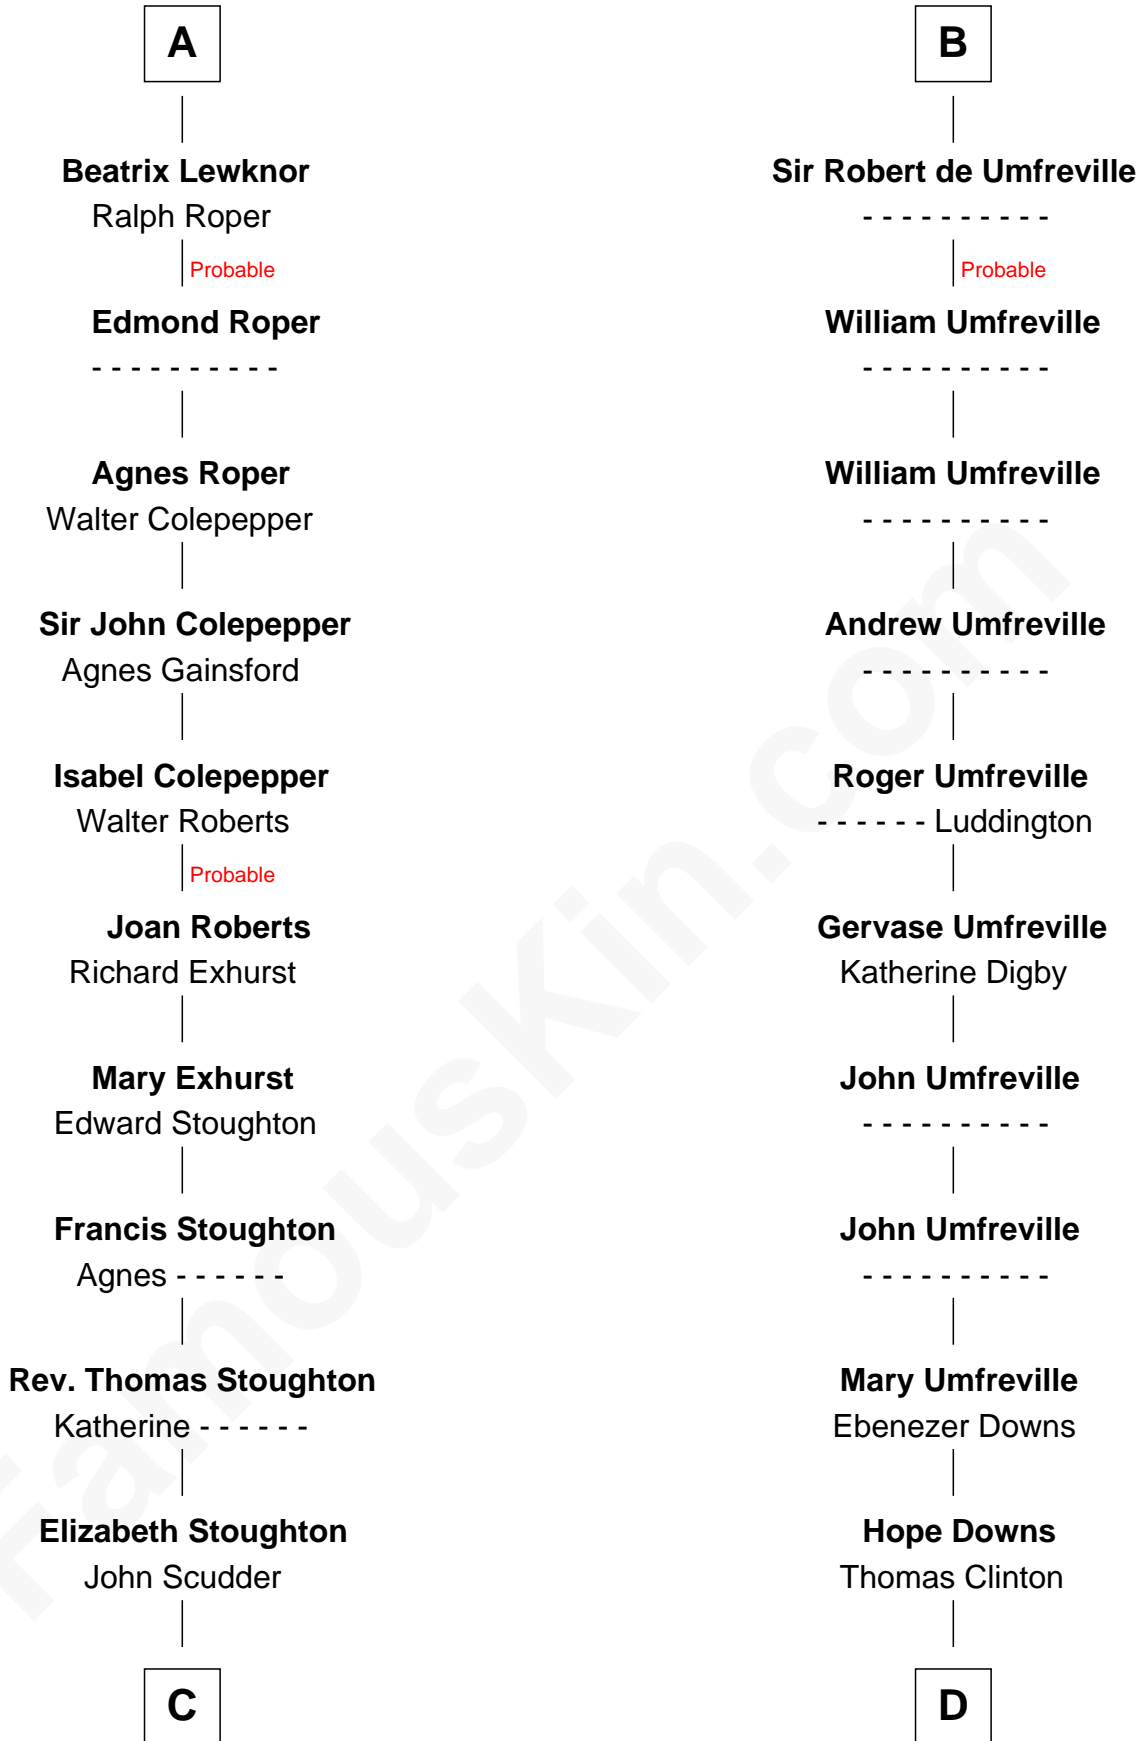 A
Beatrix Lewknor
Ralph Roper
Probable
Edmond Roper
- - - - - - - - - -
Agnes Roper
Walter Colepepper
Sir John Colepepper
Agnes Gainsford
Isabel Colepepper
Walter Roberts
Probable
Joan Roberts
Richard Exhurst
Mary Exhurst
Edward Stoughton
Francis Stoughton
Agnes - - - - - -
Rev. Thomas Stoughton
Katherine - - - - - -
Elizabeth Stoughton
John Scudder
C
B
Sir Robert de Umfreville
- - - - - - - - - -
Probable
William Umfreville
- - - - - - - - - -
William Umfreville
- - - - - - - - - -
Andrew Umfreville
- - - - - - - - - -
Roger Umfreville
- - - - - - Luddington
Gervase Umfreville
Katherine Digby
John Umfreville
- - - - - - - - - -
John Umfreville
- - - - - - - - - -
Mary Umfreville
Ebenezer Downs
Hope Downs
Thomas Clinton
D
FamousKin.com